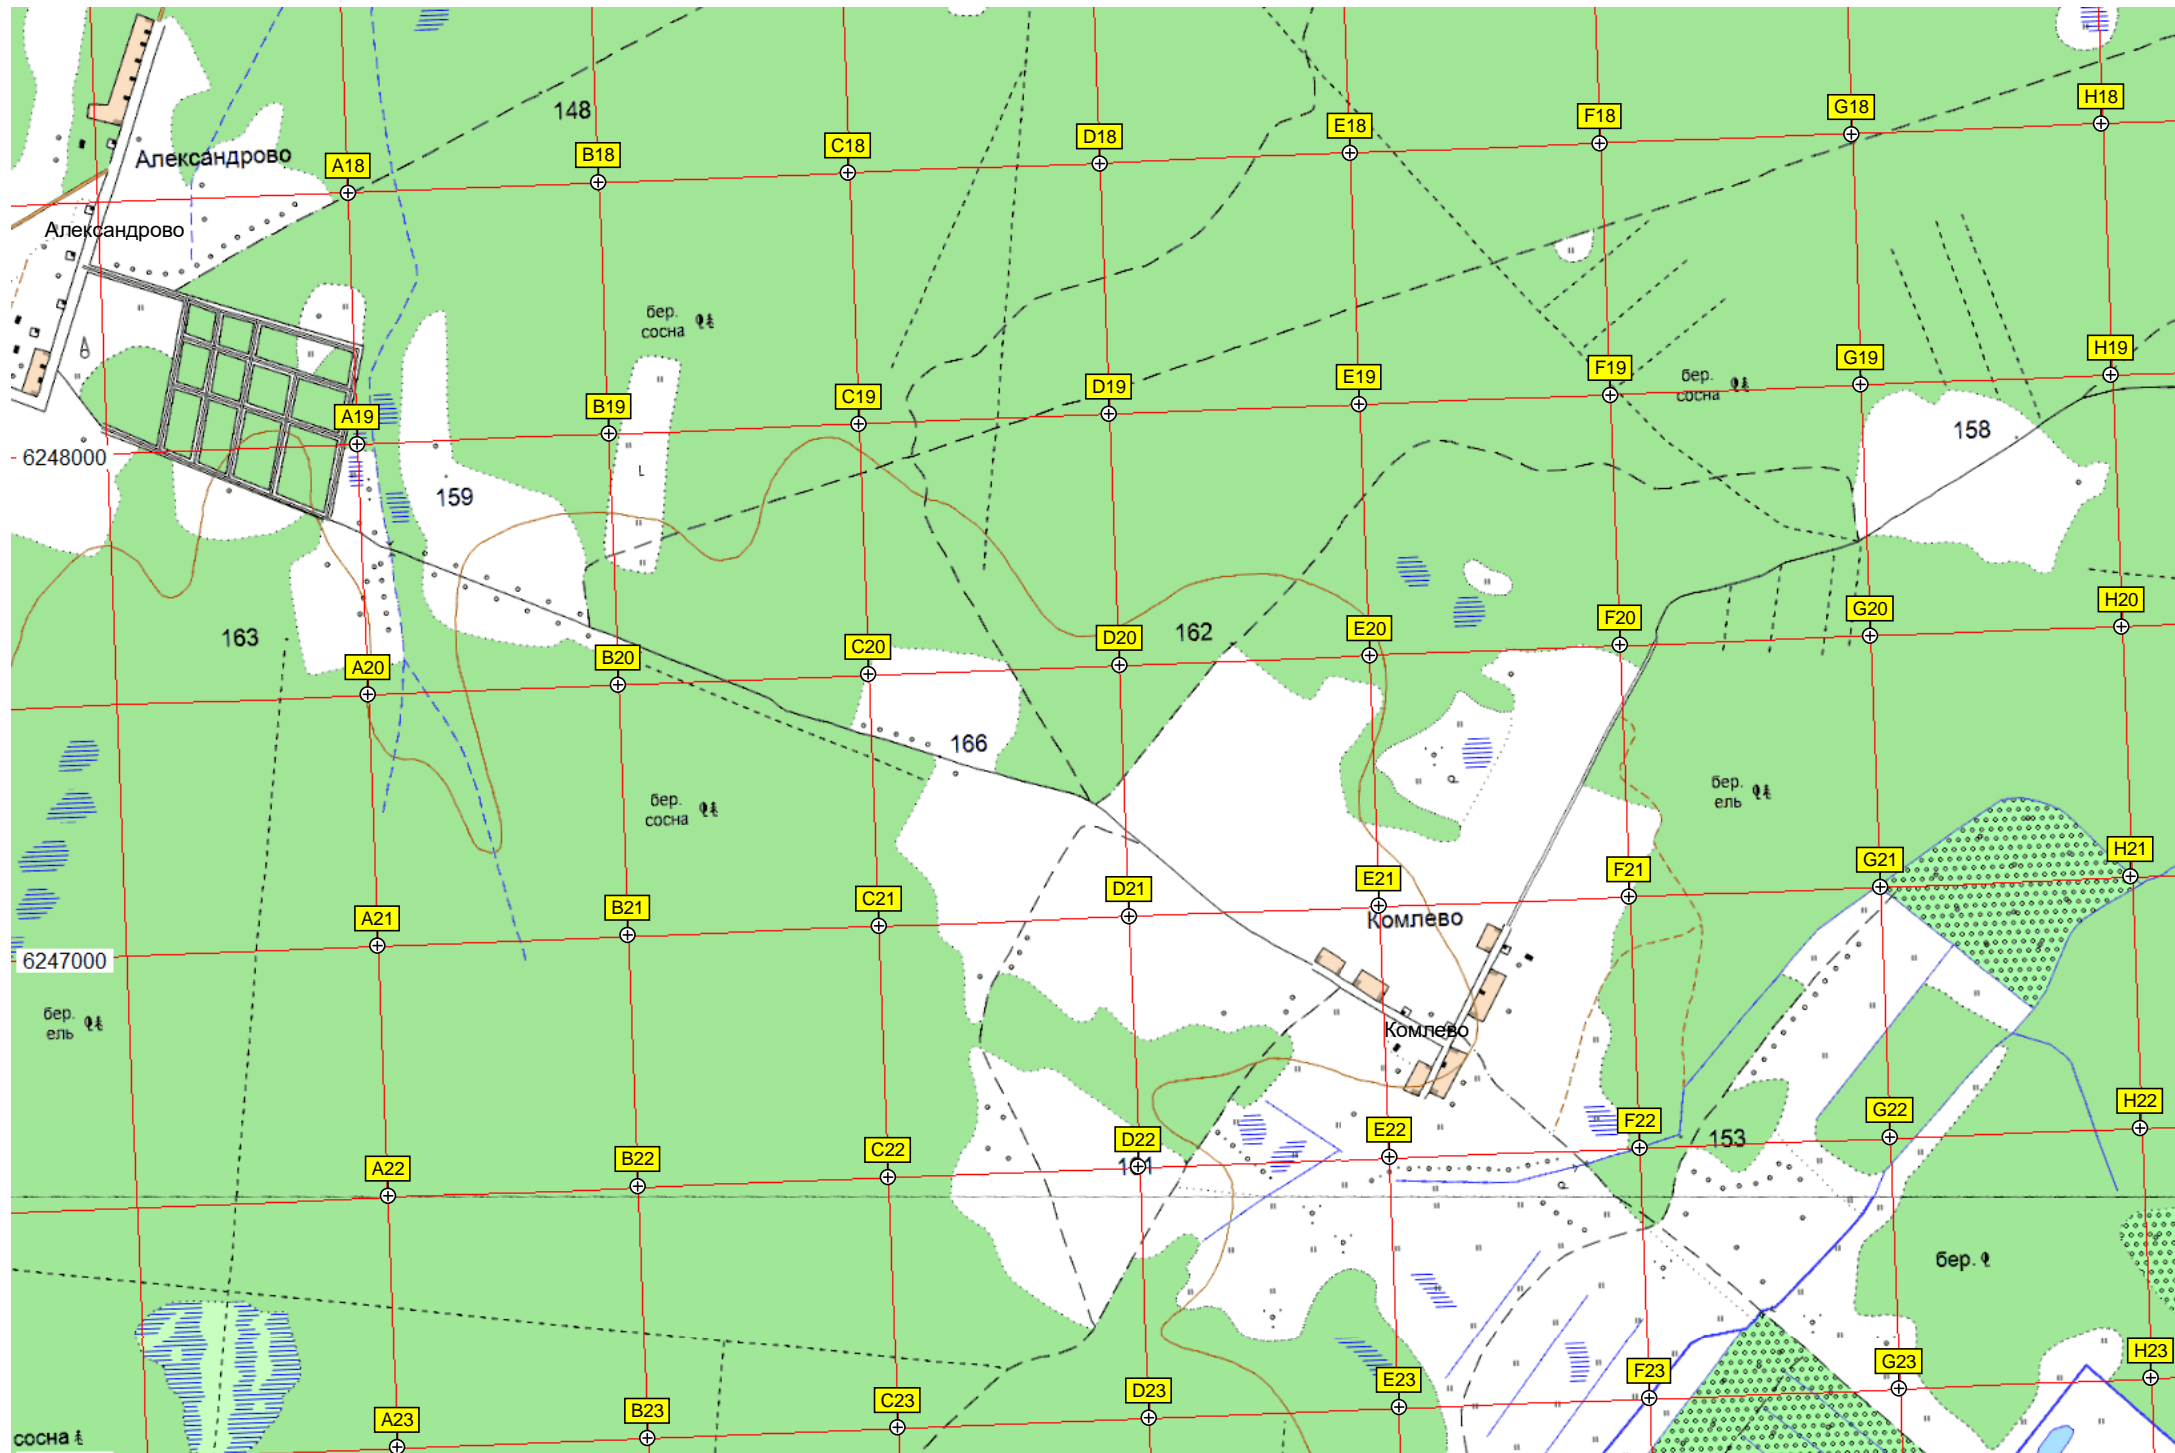 H18
G18
148
F18
E18
D18
C18
B18
Александрово
A18
Александрово
бер.
сосна
H19
G19
F19
бер.
сосна
E19
D19
C19
B19
A19
158
6248000
159
H20
G20
F20
E20
162
D20
163
C20
B20
A20
166
бер.
ель
бер.
сосна
H21
G21
F21
E21
D21
C21
B21
A21
Комлево
6247000
бер.
ель
Комлево
H22
G22
F22
E22
153
D22
C22
B22
A22
бер.
H23
G23
F23
E23
D23
C23
B23
A23
сосна